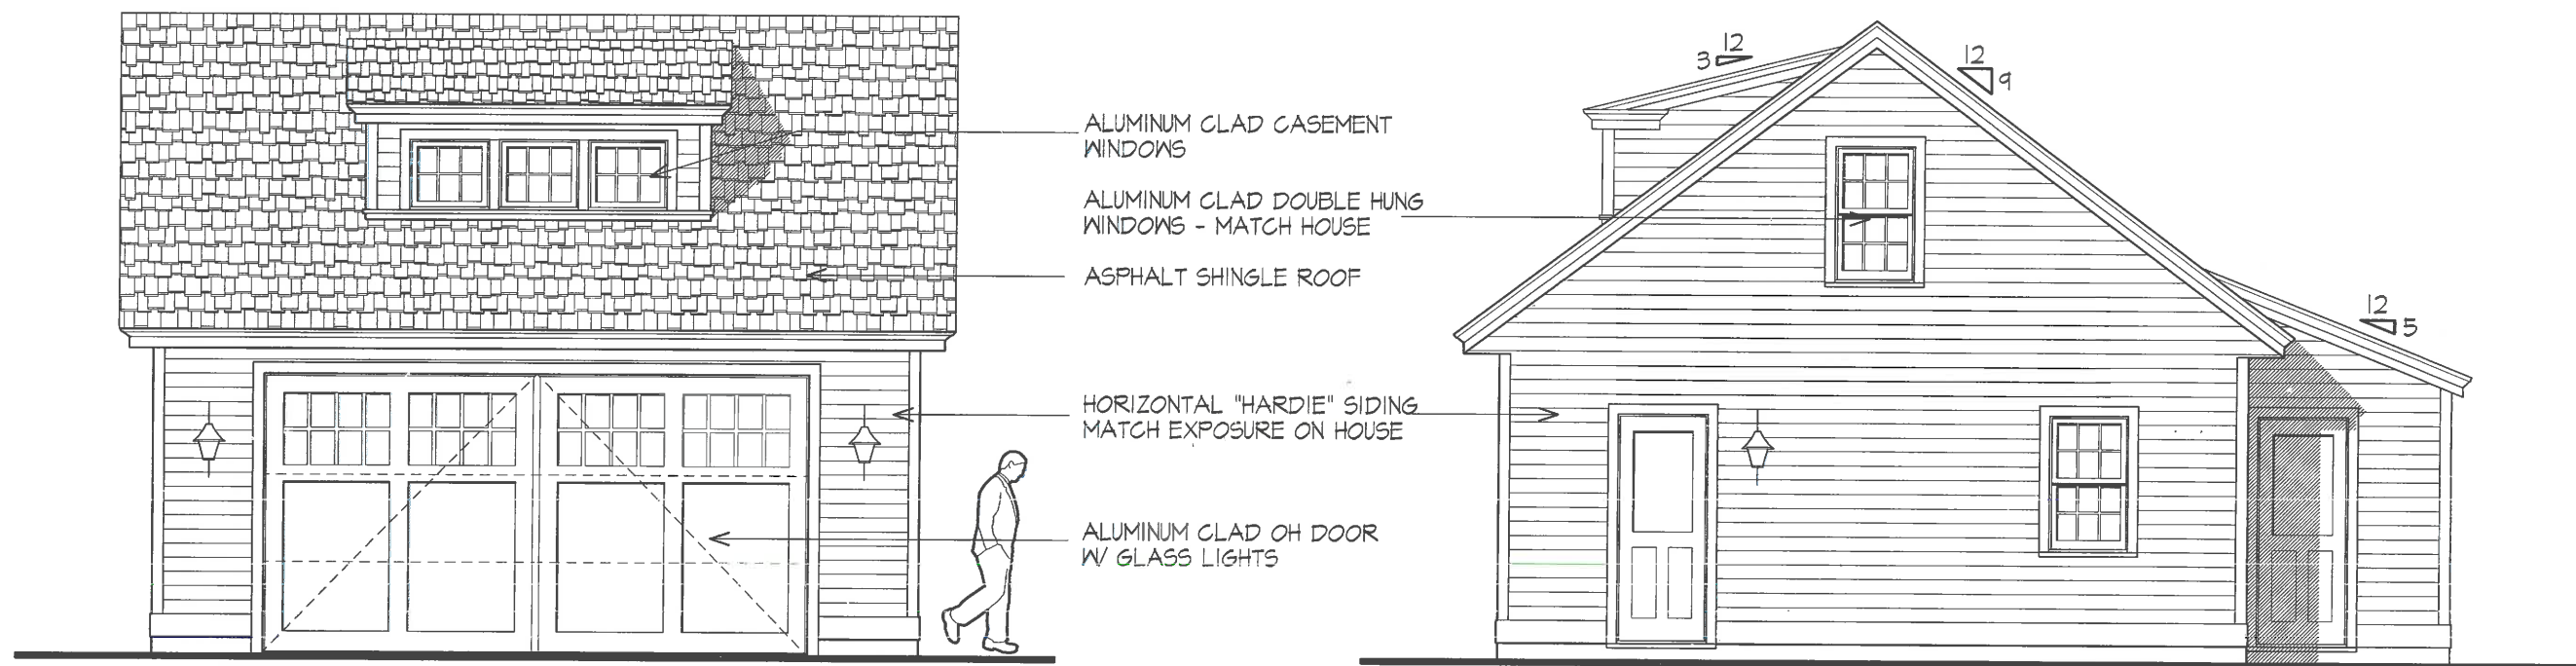 ALUMINUM CLAD CASEMENT
WINDOWS
ALUMINUM CLAD DOUBLE HUNG
WINDOWS - MATCH HOUSE
ASPHALT SHINGLE ROOF
HORIZONTAL "HARDIE" SIDING
MATCH EXPOSURE ON HOUSE
ALUMINUM CLAD OH DOOR
W/ GLASS LIGHTS
12
3
12
9
12
5